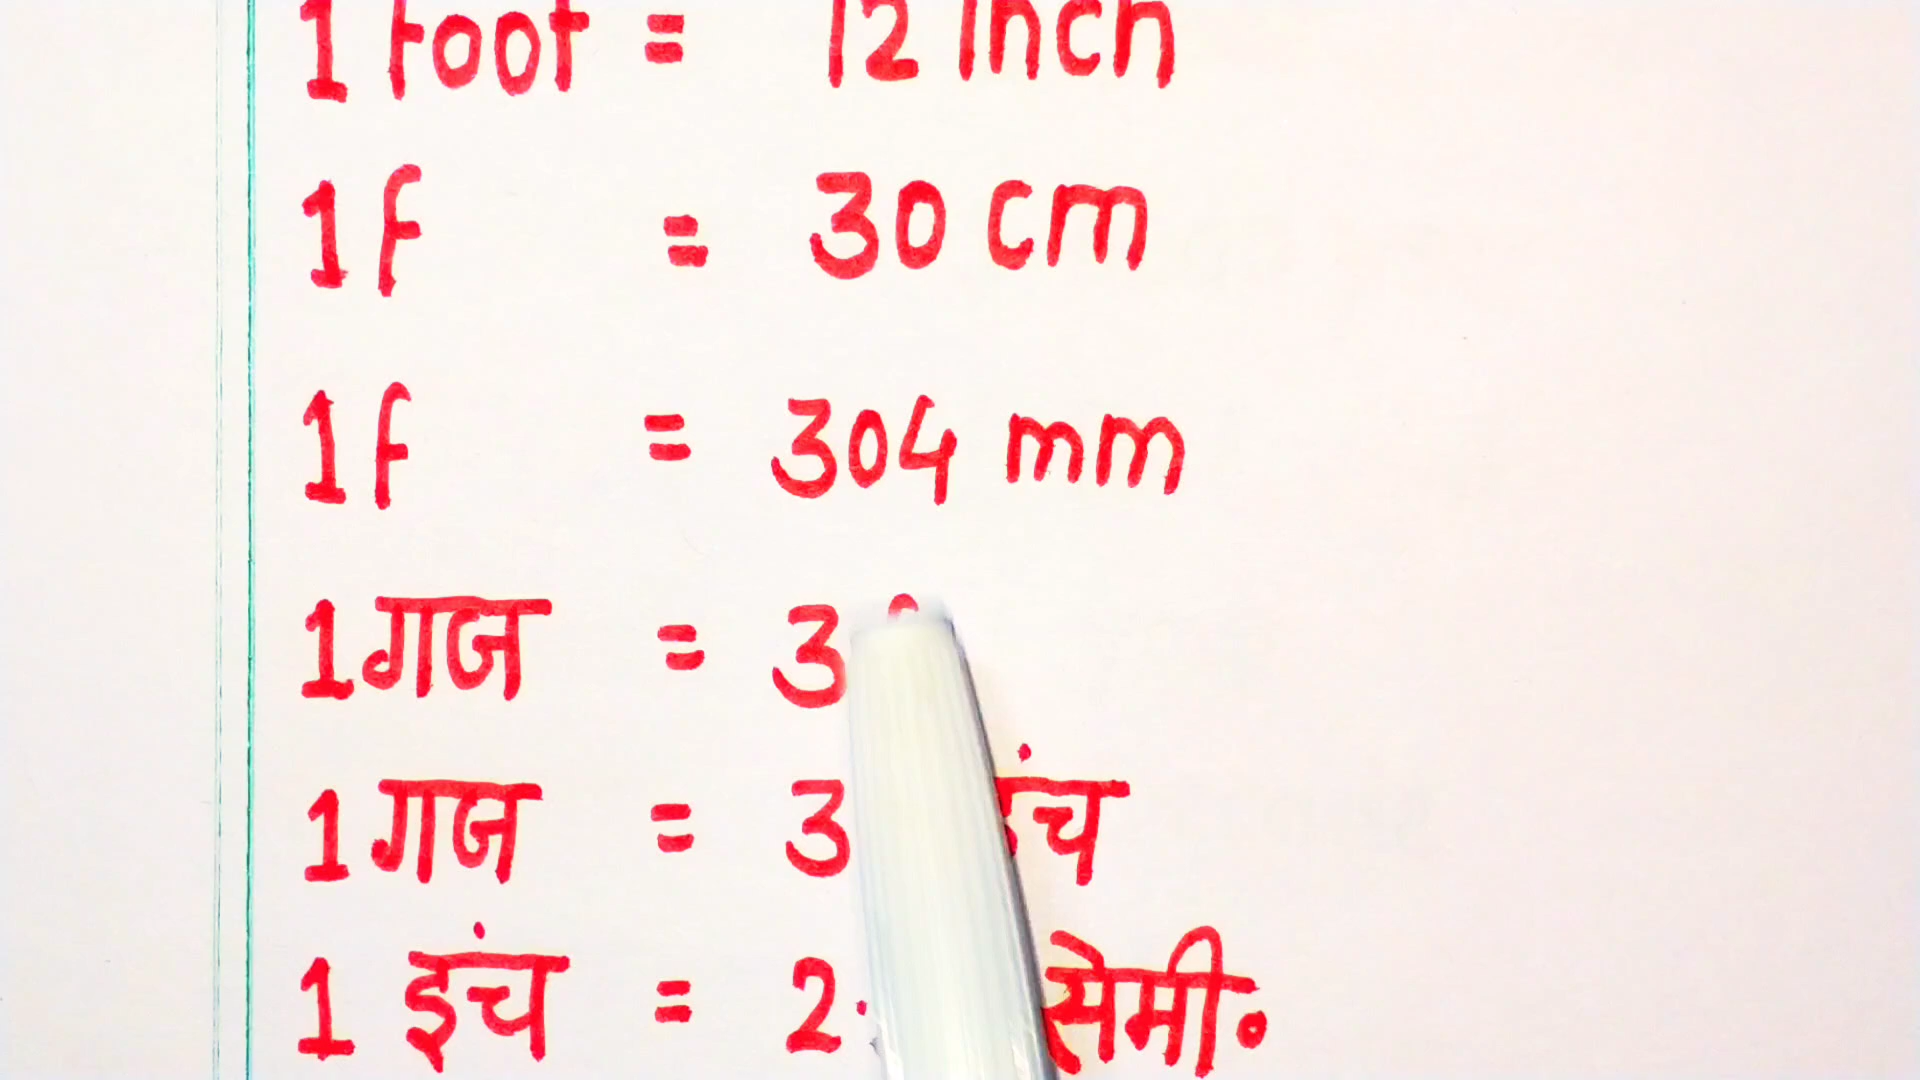 1 foot = 12 inch
1 f = 30 cm
1 f = 304 mm
1 गज = 3
1 गज = 3 इंच
1 इंच = 2. सेमी॰